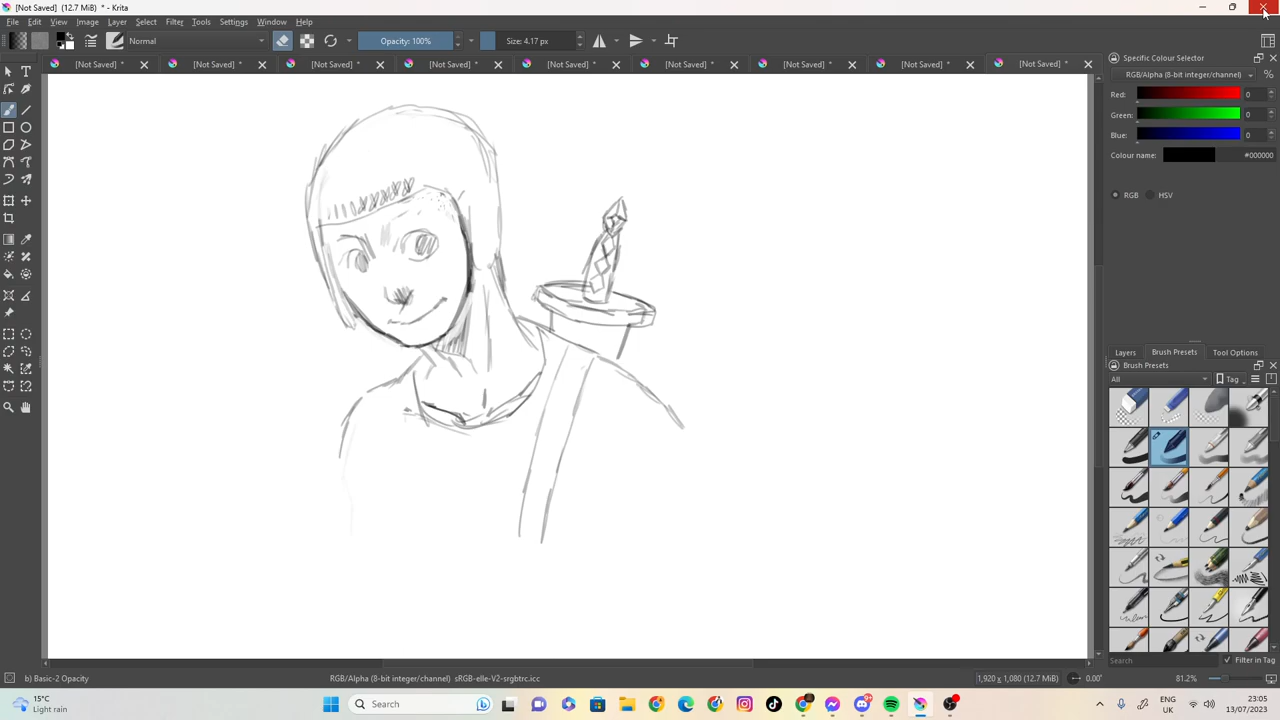 [Not Saved] (12.7 MiB) * - Krita
File Edit View Image Layer Select Filter Tools Settings Window Help
Normal Opacity: 100% Size: 4.17 px
[Not Saved] * [Not Saved] * [Not Saved] * [Not Saved] * [Not Saved] * [Not Saved] * [Not Saved] * [Not Saved] * [Not Saved] *
Specific Colour Selector
RGB/Alpha (8-bit integer/channel) %
Red: 0
Green: 0
Blue: 0
Colour name: #000000
RGB HSV
Layers Brush Presets Tool Options
Brush Presets
All Tag
Search Filter in Tag
b) Basic-2 Opacity RGB/Alpha (8-bit integer/channel) sRGB-elle-V2-srgbtrc.icc 1,920 x 1,080 (12.7 MiB) 0.00° 81.2%
15°C
Light rain
Search
ENG
UK
23:05
13/07/2023